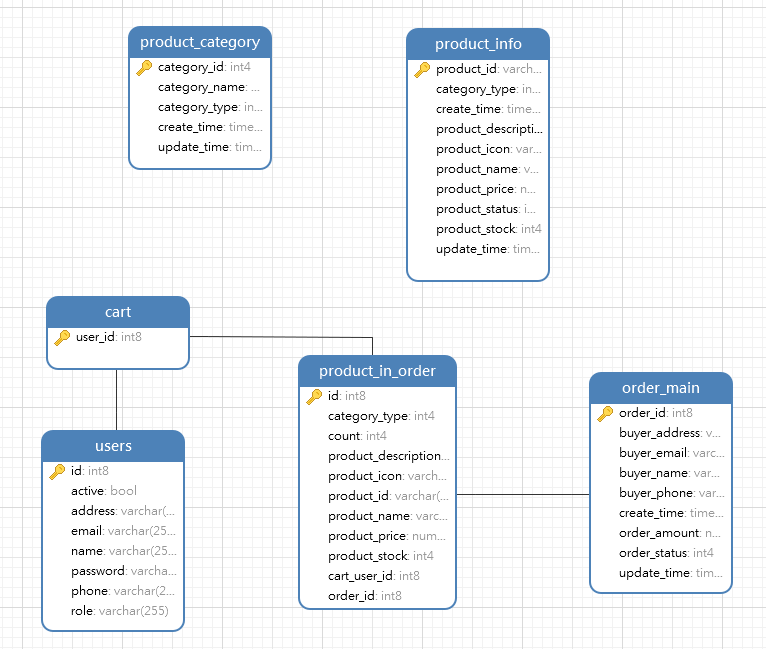 product_category
category_id: int4
category_name: ...
category_type: in...
create_time: time...
update_time: tim...
product_info
product_id: varch...
category_type: in...
create_time: time...
product_descripti...
product_icon: var...
product_name: v...
product_price: n...
product_status: i...
product_stock: int4
update_time: tim...
cart
user_id: int8
users
id: int8
active: bool
address: varchar(...
email: varchar(25...
name: varchar(25...
password: varcha...
phone: varchar(2...
role: varchar(255)
product_in_order
id: int8
category_type: int4
count: int4
product_description...
product_icon: varch...
product_id: varchar(...
product_name: varc...
product_price: num...
product_stock: int4
cart_user_id: int8
order_id: int8
order_main
order_id: int8
buyer_address: v...
buyer_email: varc...
buyer_name: var...
buyer_phone: var...
create_time: time...
order_amount: n...
order_status: int4
update_time: tim...